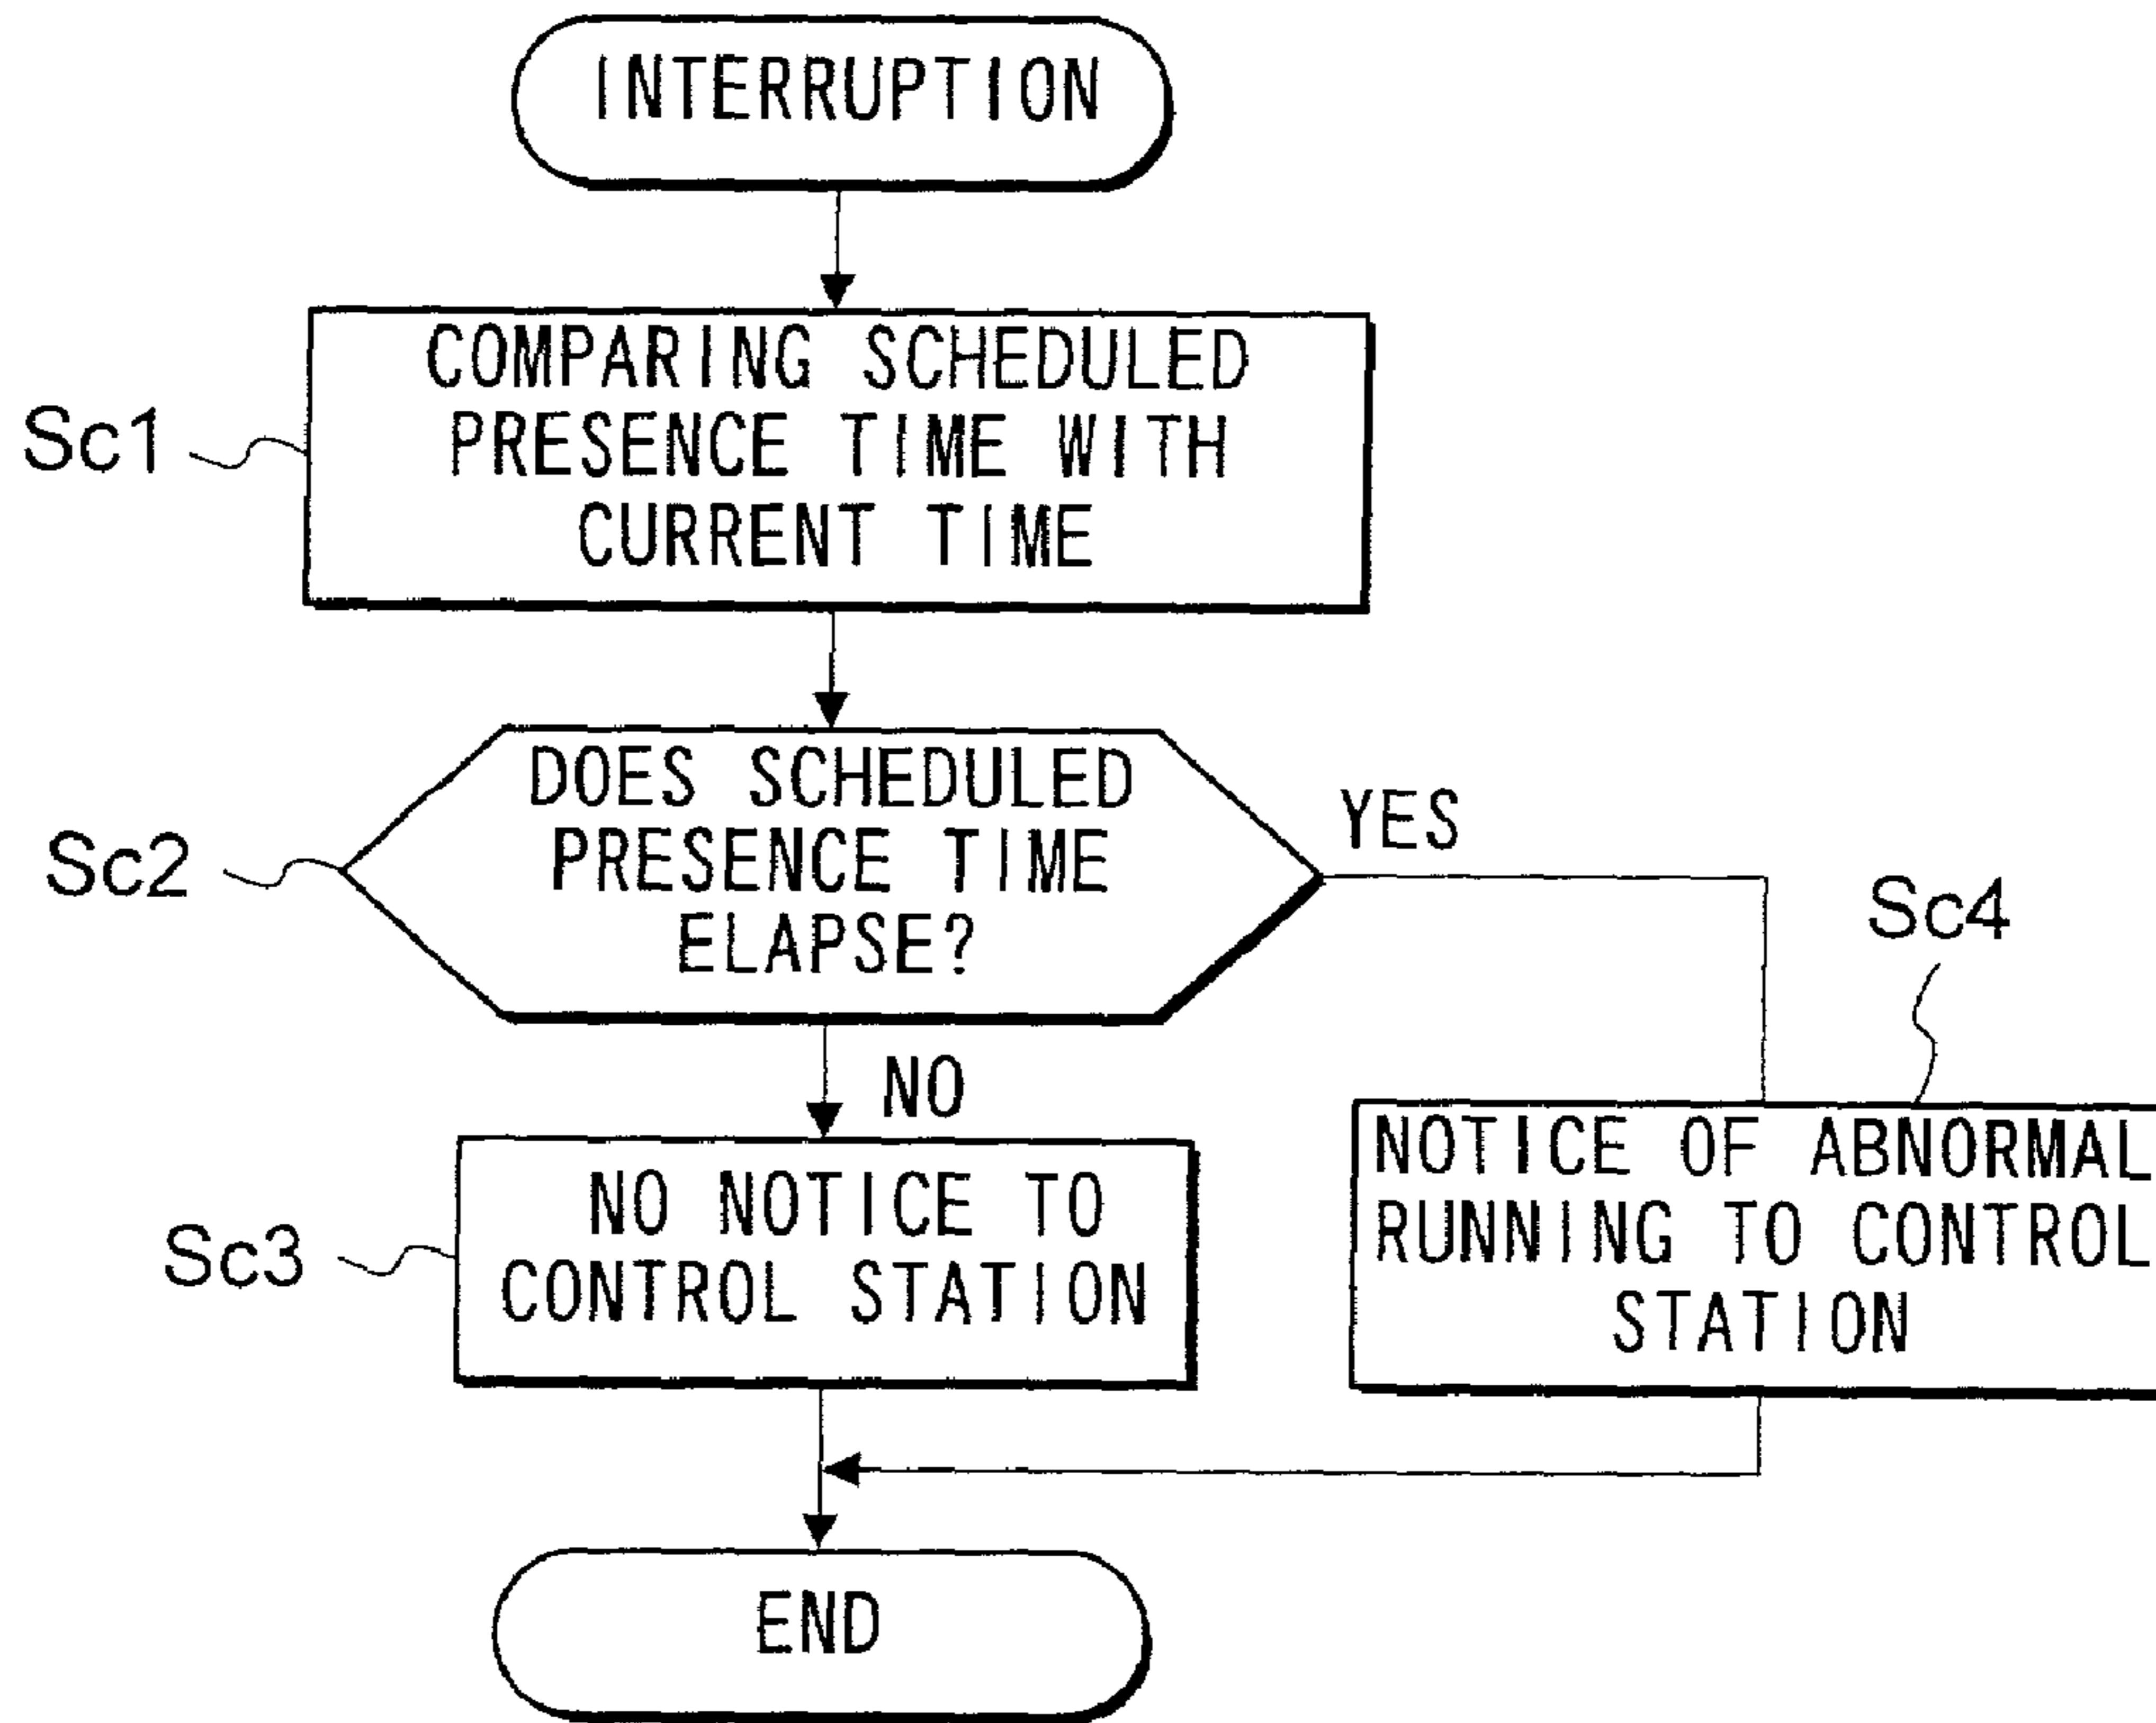 INTERRUPTION
COMPARING SCHEDULED
PRESENCE TIME WITH
CURRENT TIME
Sc1
DOES SCHEDULED
PRESENCE TIME
ELAPSE?
Sc2
YES
Sc4
NO
NO NOTICE TO
CONTROL STATION
Sc3
NOTICE OF ABNORMAL
RUNNING TO CONTROL
STATION
END